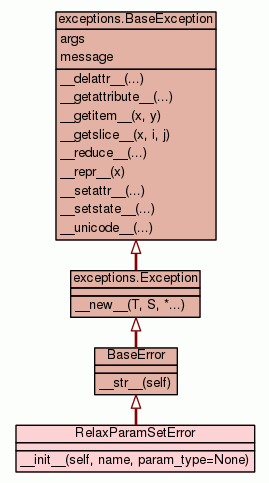 exceptions.BaseException
args
message
__delattr__(...)
__getattribute__(...)
__getitem__(x, y)
__getslice__(x, i, j)
__reduce__(...)
__repr__(x)
__setattr__(...)
__setstate__(...)
__unicode__(...)
exceptions.Exception
__new__(T, S, *...)
BaseError
__str__(self)
RelaxParamSetError
__init__(self, name, param_type=None)